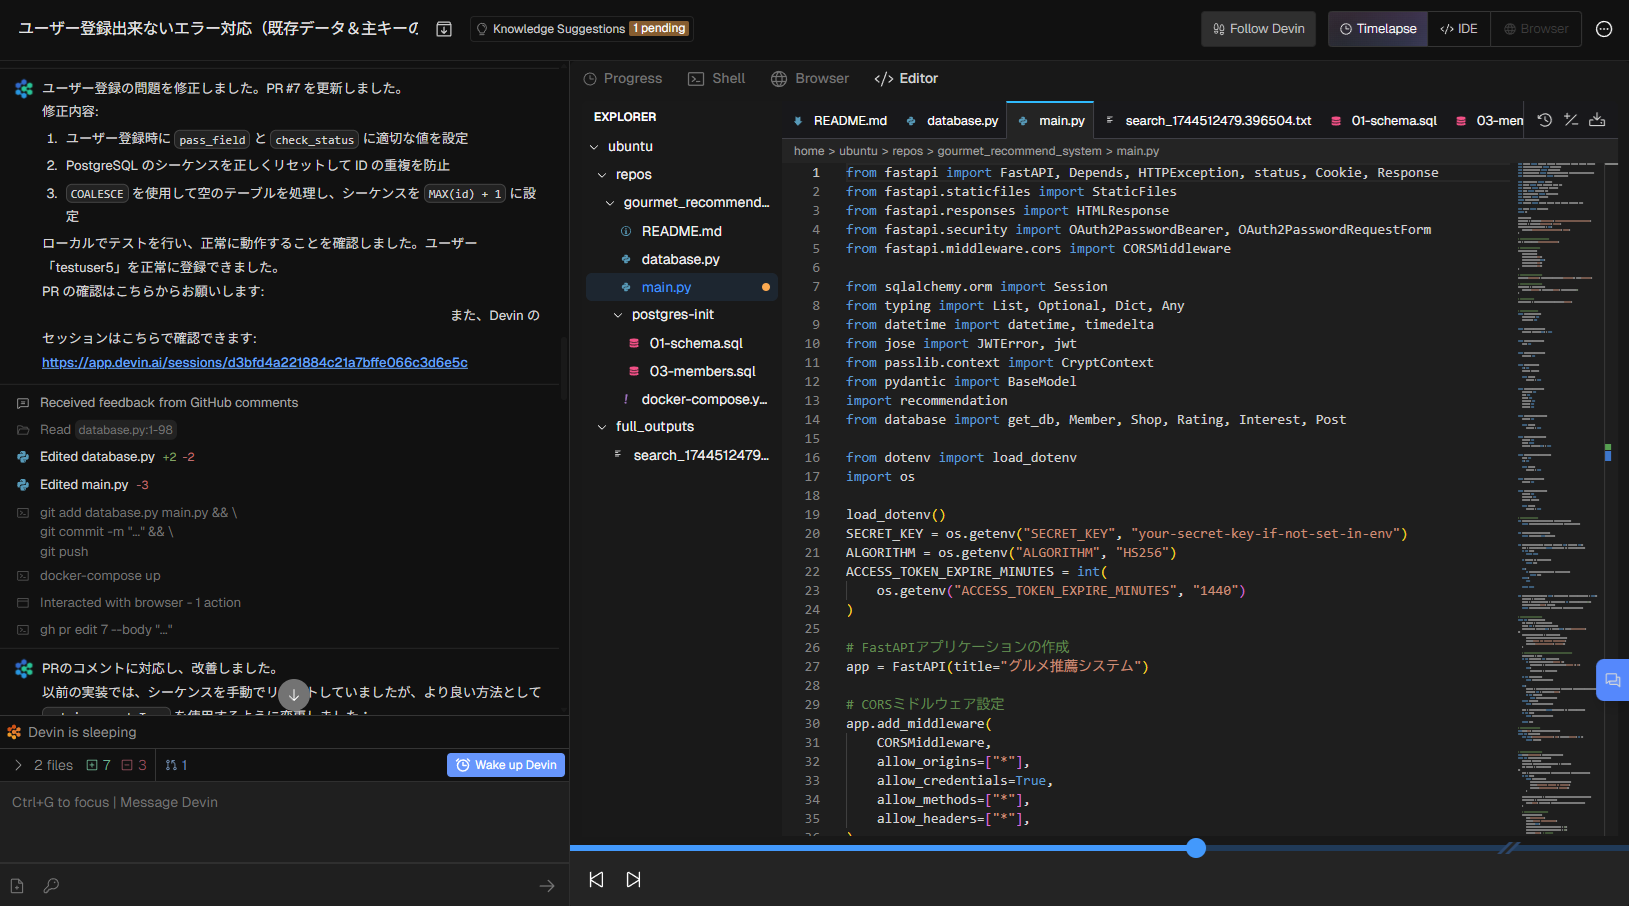 ユーザー登録出来ないエラー対応（既存データ＆主キーの
Knowledge Suggestions 1 pending
Follow Devin
Timelapse
IDE
Browser
ユーザー登録の問題を修正しました。PR #7 を更新しました。
修正内容:
1. ユーザー登録時に pass_field と check_status に適切な値を設定
2. PostgreSQL のシーケンスを正しくリセットして ID の重複を防止
3. COALESCE を使用して空のテーブルを処理し、シーケンスを MAX(id) + 1 に設
定
ローカルでテストを行い、正常に動作することを確認しました。ユーザー
「testuser5」を正常に登録できました。
PR の確認はこちらからお願いします:
また、Devin の
セッションはこちらで確認できます:
https://app.devin.ai/sessions/d3bfd4a221884c21a7bffe066c3d6e5c
Received feedback from GitHub comments
Read database.py:1-98
Edited database.py +2 -2
Edited main.py -3
git add database.py main.py && \
git commit -m "..." && \
git push
docker-compose up
Interacted with browser - 1 action
gh pr edit 7 --body "..."
PRのコメントに対応し、改善しました。
以前の実装では、シーケンスを手動でリ
トしていましたが、より良い方法として
を使用するように変更しました：
Devin is sleeping
2 files 7 3 1
Wake up Devin
Ctrl+G to focus | Message Devin
Progress
Shell
Browser
Editor
EXPLORER
ubuntu
repos
gourmet_recommend...
README.md
database.py
main.py
postgres-init
01-schema.sql
03-members.sql
docker-compose.y...
full_outputs
search_1744512479...
README.md
database.py
main.py
search_1744512479.396504.txt
01-schema.sql
03-mem
home > ubuntu > repos > gourmet_recommend_system > main.py
1 from fastapi import FastAPI, Depends, HTTPException, status, Cookie, Response
2 from fastapi.staticfiles import StaticFiles
3 from fastapi.responses import HTMLResponse
4 from fastapi.security import OAuth2PasswordBearer, OAuth2PasswordRequestForm
5 from fastapi.middleware.cors import CORSMiddleware
6
7 from sqlalchemy.orm import Session
8 from typing import List, Optional, Dict, Any
9 from datetime import datetime, timedelta
10 from jose import JWTError, jwt
11 from passlib.context import CryptContext
12 from pydantic import BaseModel
13 import recommendation
14 from database import get_db, Member, Shop, Rating, Interest, Post
15
16 from dotenv import load_dotenv
17 import os
18
19 load_dotenv()
20 SECRET_KEY = os.getenv("SECRET_KEY", "your-secret-key-if-not-set-in-env")
21 ALGORITHM = os.getenv("ALGORITHM", "HS256")
22 ACCESS_TOKEN_EXPIRE_MINUTES = int(
23 os.getenv("ACCESS_TOKEN_EXPIRE_MINUTES", "1440")
24 )
25
26 # FastAPIアプリケーションの作成
27 app = FastAPI(title="グルメ推薦システム")
28
29 # CORSミドルウェア設定
30 app.add_middleware(
31 CORSMiddleware,
32 allow_origins=["*"],
33 allow_credentials=True,
34 allow_methods=["*"],
35 allow_headers=["*"],